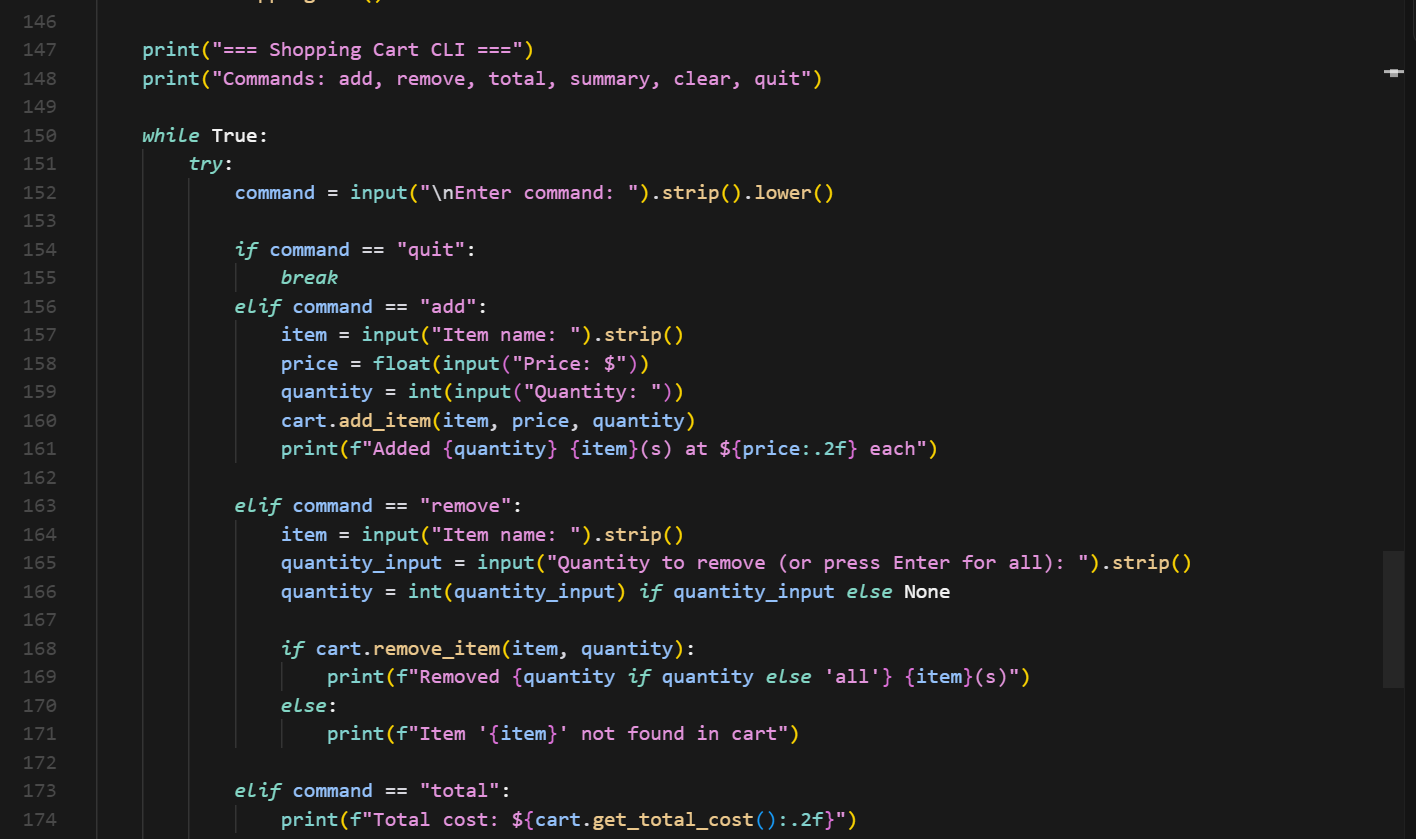 146
147 print("=== Shopping Cart CLI ===")
148 print("Commands: add, remove, total, summary, clear, quit")
149
150 while True:
151 try:
152 command = input("\nEnter command: ").strip().lower()
153
154 if command == "quit":
155 break
156 elif command == "add":
157 item = input("Item name: ").strip()
158 price = float(input("Price: $"))
159 quantity = int(input("Quantity: "))
160 cart.add_item(item, price, quantity)
161 print(f"Added {quantity} {item}(s) at ${price:.2f} each")
162
163 elif command == "remove":
164 item = input("Item name: ").strip()
165 quantity_input = input("Quantity to remove (or press Enter for all): ").strip()
166 quantity = int(quantity_input) if quantity_input else None
167
168 if cart.remove_item(item, quantity):
169 print(f"Removed {quantity if quantity else 'all'} {item}(s)")
170 else:
171 print(f"Item '{item}' not found in cart")
172
173 elif command == "total":
174 print(f"Total cost: ${cart.get_total_cost():.2f}")